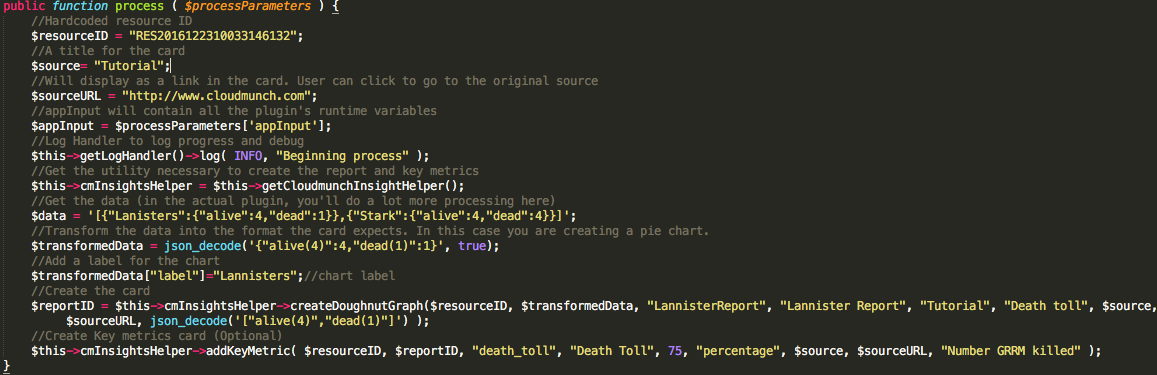 public function process ( $processParameters ) {
//Hardcoded resource ID
$resourceID = "RES2016122310033146132";
//A title for the card
$source= "Tutorial";
//Will display as a link in the card. User can click to go to the original source
$sourceURL = "http://www.cloudmunch.com";
//appInput will contain all the plugin's runtime variables
$appInput = $processParameters['appInput'];
//Log Handler to log progress and debug
$this->getLogHandler()->log( INFO, "Beginning process" );
//Get the utility necessary to create the report and key metrics
$this->cmInsightsHelper = $this->getCloudmunchInsightHelper();
//Get the data (in the actual plugin, you'll do a lot more processing here)
$data = '[{"Lanisters":{"alive":4,"dead":1}},{"Stark":{"alive":4,"dead":4}}]';
//Transform the data into the format the card expects. In this case you are creating a pie chart.
$transformedData = json_decode('{"alive(4)":4,"dead(1)":1}', true);
//Add a label for the chart
$transformedData["label"]="Lannisters";//chart label
//Create the card
$reportID = $this->cmInsightsHelper->createDoughnutGraph($resourceID, $transformedData, "LannisterReport", "Lannister Report", "Tutorial", "Death toll", $source,
$sourceURL, json_decode('["alive(4)","dead(1)"]') );
//Create Key metrics card (Optional)
$this->cmInsightsHelper->addKeyMetric( $resourceID, $reportID, "death_toll", "Death Toll", 75, "percentage", $source, $sourceURL, "Number GRRM killed" );
}